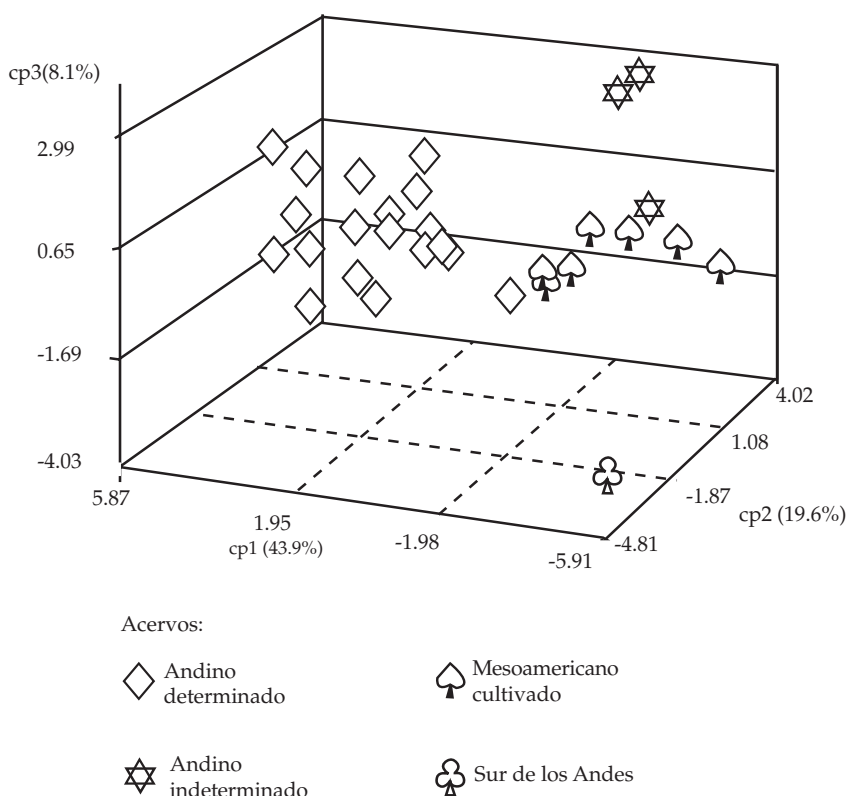 cp3(8.1%)
2.99
0.65
-1.69
-4.03
5.87
1.95
cp1 (43.9%)
-1.98
-5.91
-4.81
-1.87
cp2 (19.6%)
1.08
4.02
Acervos:
Andino
determinado
Mesoamericano
cultivado
Andino
indeterminado
Sur de los Andes